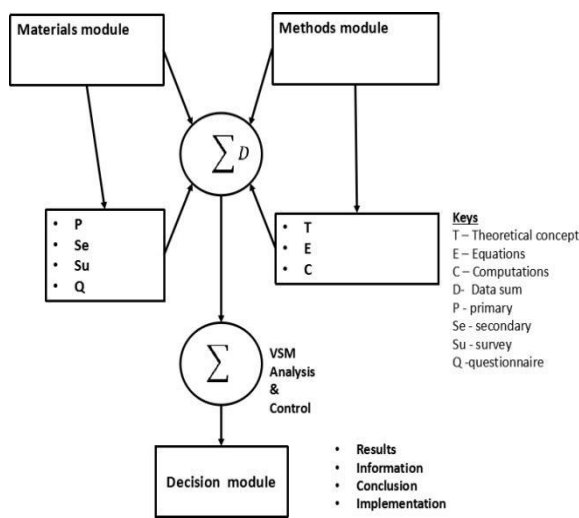 Materials module
Methods module
∑ D
• P
• Se
• Su
• Q
• T
• E
• C
Keys
T – Theoretical concept
E – Equations
C – Computations
D- Data sum
P - primary
Se - secondary
Su - survey
Q -questionnaire
∑
VSM
Analysis
&
Control
Decision module
• Results
• Information
• Conclusion
• Implementation